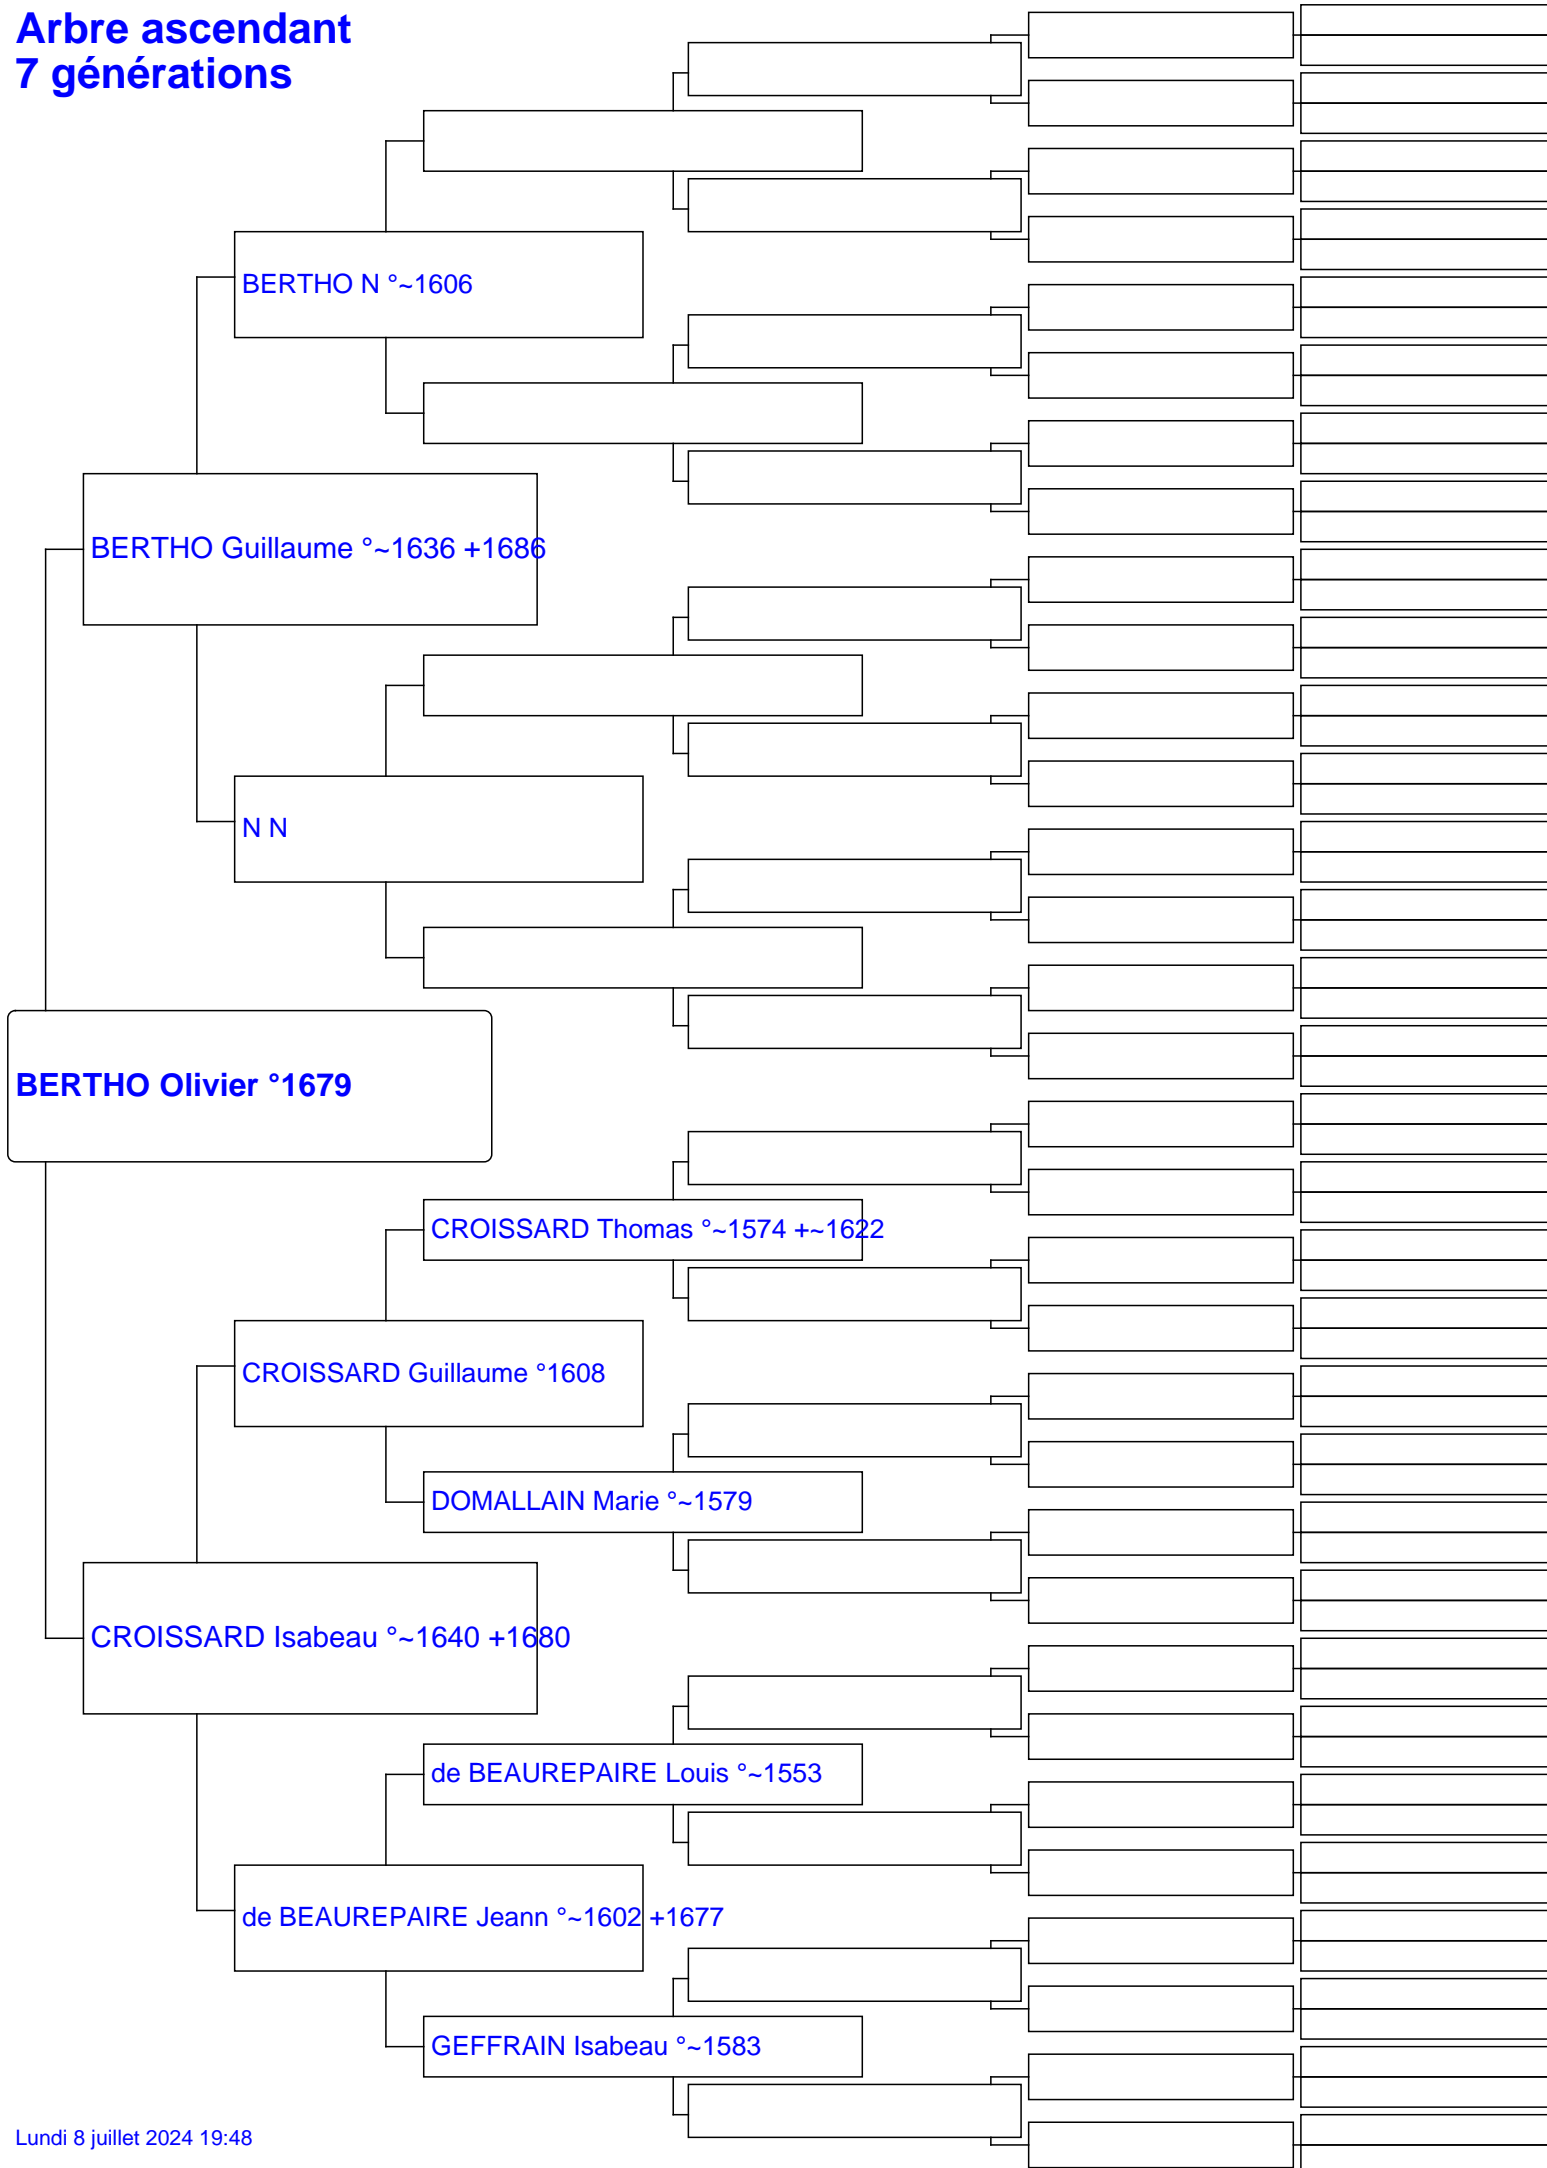 Arbre ascendant
7 générations
BERTHO N °~1606
BERTHO Guillaume °~1636 +1686
N N
BERTHO Olivier °1679
CROISSARD Thomas °~1574 +~1622
CROISSARD Guillaume °1608
DOMALLAIN Marie °~1579
CROISSARD Isabeau °~1640 +1680
de BEAUREPAIRE Louis °~1553
de BEAUREPAIRE Jeann °~1602 +1677
GEFFRAIN Isabeau °~1583
Lundi 8 juillet 2024 19:48